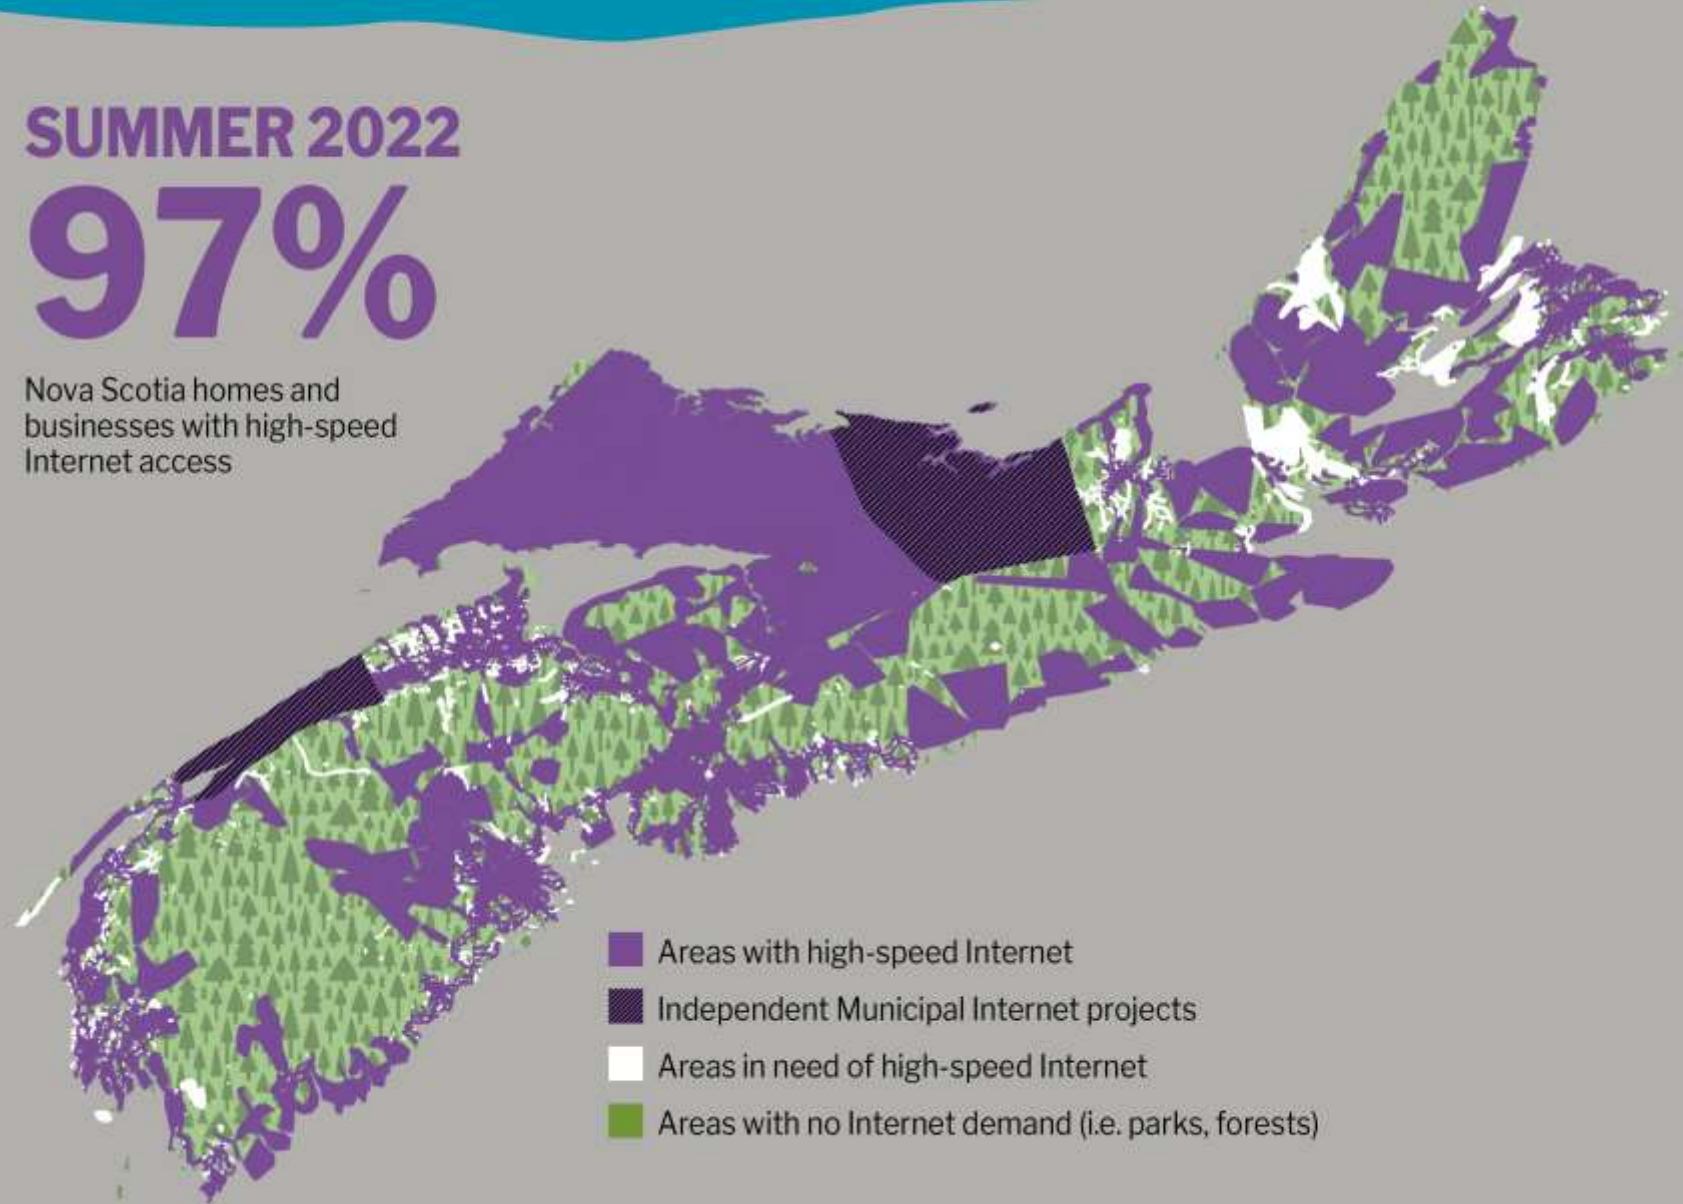 SUMMER 2022
97%
Nova Scotia homes and
businesses with high-speed
Internet access
Areas with high-speed Internet
Independent Municipal Internet projects
Areas in need of high-speed Internet
Areas with no Internet demand (i.e. parks, forests)